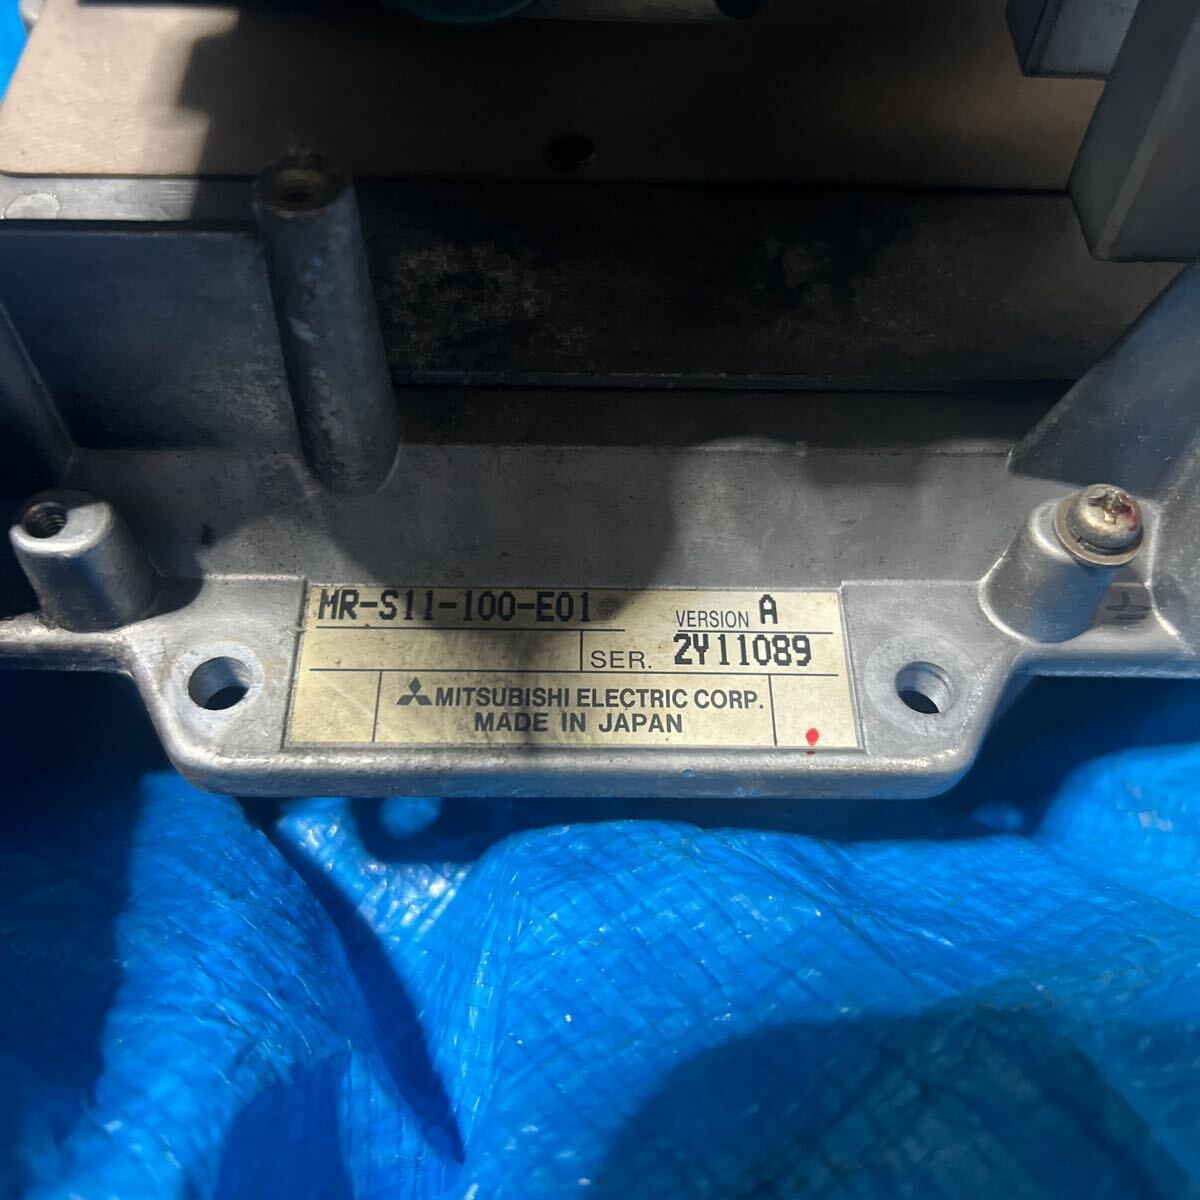 MR-S11-100-E01 VERSION A
SER. 2Y11089
MITSUBISHI ELECTRIC CORP.
MADE IN JAPAN